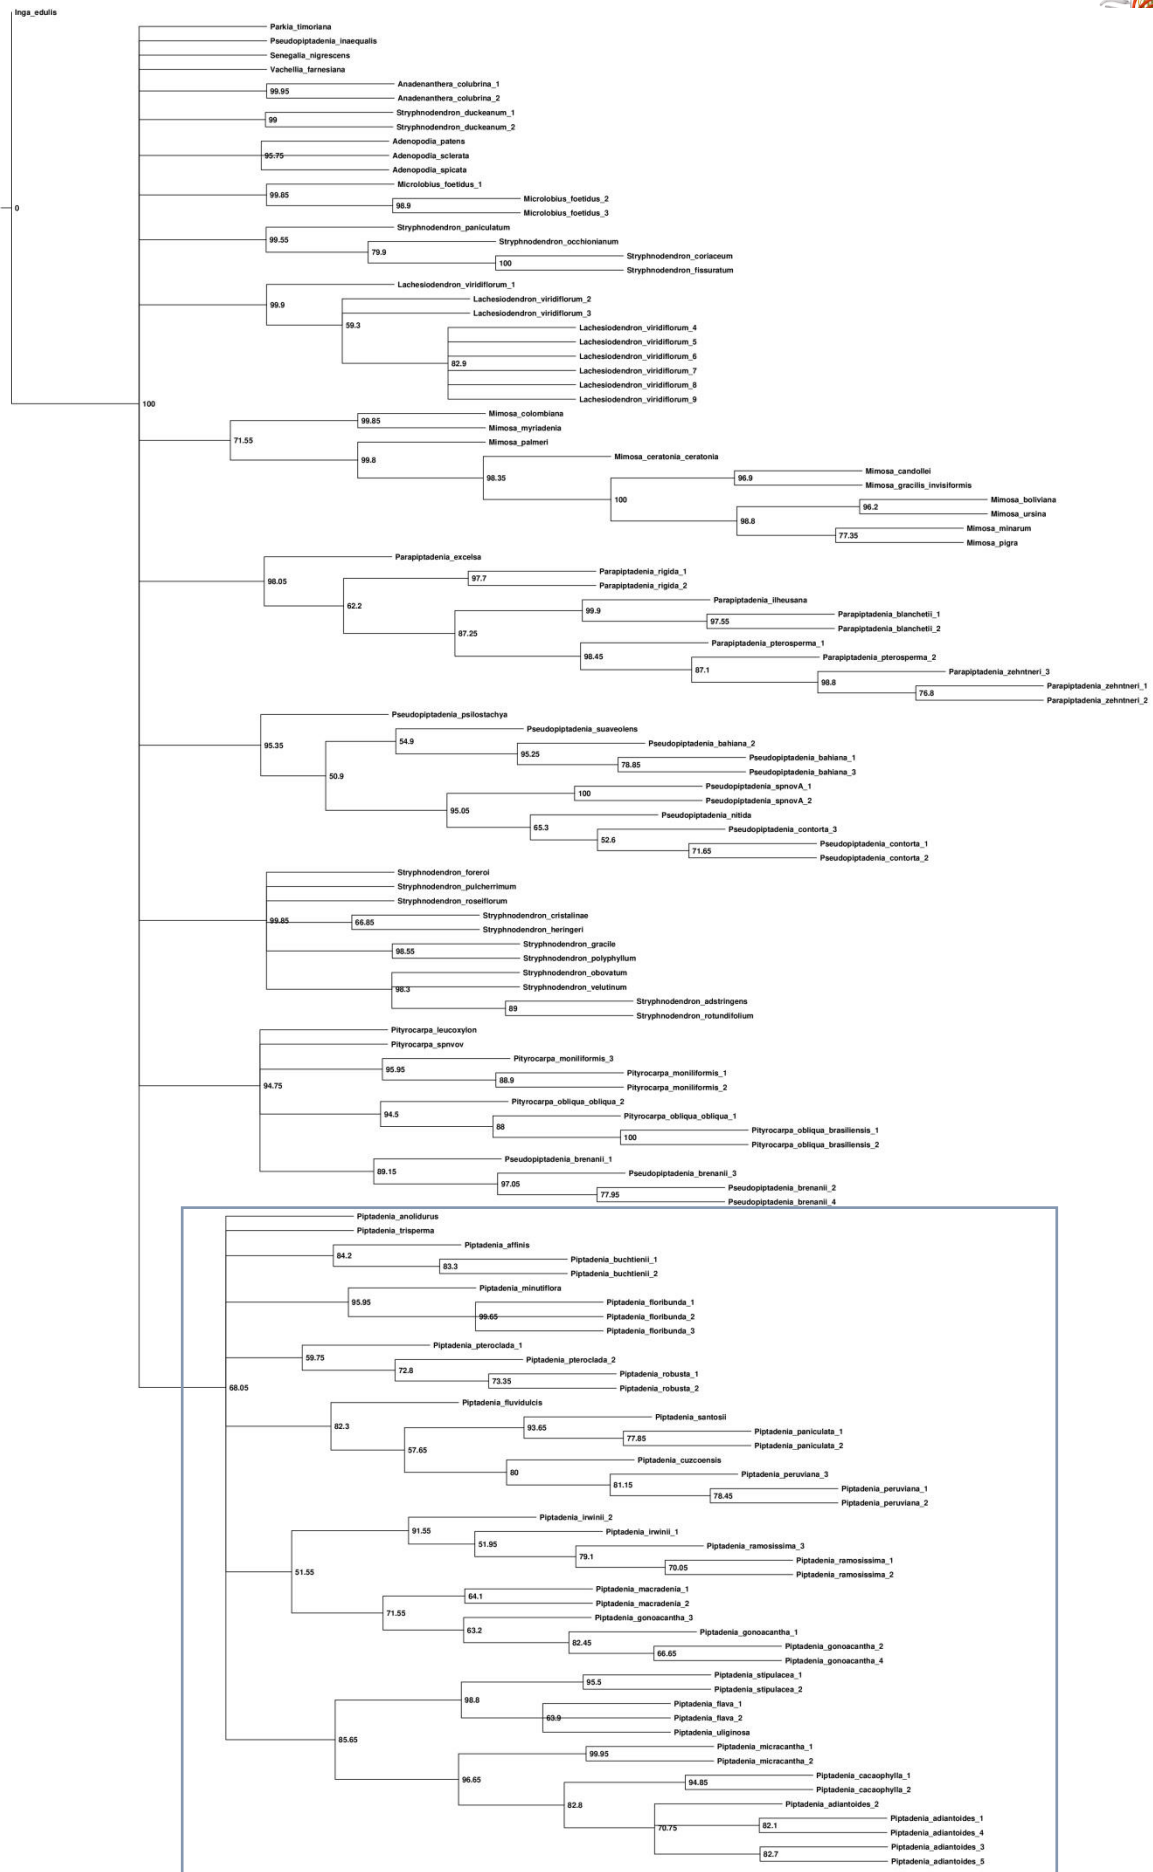 Inga_edulis
Parkia_timoriana
Pseudopiptadenia_inaequalis
Senegalia_nigrescens
Vachellia_farnesiana
Anadenanthera_colubrina_1
99.95
Anadenanthera_colubrina_2
Stryphnodendron_duckeanum_1
99
Stryphnodendron_duckeanum_2
Adenopodia_patens
95.75
Adenopodia_sclerata
Adenopodia_spicata
Microlobius_foetidus_1
99.85
Microlobius_foetidus_2
98.9
0
Microlobius_foetidus_3
Stryphnodendron_paniculatum
99.55
Stryphnodendron_occhionianum
79.9
Stryphnodendron_coriaceum
100
Stryphnodendron_fissuratum
Lachesiodendron_viridiflorum_1
99.9
Lachesiodendron_viridiflorum_2
Lachesiodendron_viridiflorum_3
59.3
Lachesiodendron_viridiflorum_4
Lachesiodendron_viridiflorum_5
Lachesiodendron_viridiflorum_6
82.9
Lachesiodendron_viridiflorum_7
Lachesiodendron_viridiflorum_8
Lachesiodendron_viridiflorum_9
100
Mimosa_colombiana
99.85
Mimosa_myriadenia
71.55
Mimosa_palmeri
99.8
Mimosa_ceratonia_ceratonia
98.35
Mimosa_candollei
96.9
Mimosa_gracilis_invisiformis
100
Mimosa_boliviana
96.2
Mimosa_ursina
98.8
Mimosa_minarum
77.35
Mimosa_pigra
Parapiptadenia_excelsa
98.05
Parapiptadenia_rigida_1
97.7
Parapiptadenia_rigida_2
62.2
Parapiptadenia_ilheusana
99.9
Parapiptadenia_blanchetii_1
97.55
Parapiptadenia_blanchetii_2
87.25
Parapiptadenia_pterosperma_1
98.45
Parapiptadenia_pterosperma_2
87.1
Parapiptadenia_zehntneri_3
98.8
Parapiptadenia_zehntneri_1
76.8
Parapiptadenia_zehntneri_2
Pseudopiptadenia_psilostachya
95.35
Pseudopiptadenia_suaveolens
54.9
Pseudopiptadenia_bahiana_2
95.25
Pseudopiptadenia_bahiana_1
78.85
Pseudopiptadenia_bahiana_3
50.9
Pseudopiptadenia_spnovA_1
100
Pseudopiptadenia_spnovA_2
95.05
Pseudopiptadenia_nitida
65.3
Pseudopiptadenia_contorta_3
52.6
Pseudopiptadenia_contorta_1
71.65
Pseudopiptadenia_contorta_2
Stryphnodendron_foreroi
Stryphnodendron_pulcherrimum
Stryphnodendron_roseiflorum
99.85
Stryphnodendron_cristalinae
66.85
Stryphnodendron_heringeri
Stryphnodendron_gracile
98.55
Stryphnodendron_polyphyllum
Stryphnodendron_obovatum
98.3
Stryphnodendron_velutinum
Stryphnodendron_adstringens
89
Stryphnodendron_rotundifolium
Pityrocarpa_leucoxylon
Pityrocarpa_spnvov
94.75
Pityrocarpa_moniliformis_3
95.95
Pityrocarpa_moniliformis_1
88.9
Pityrocarpa_moniliformis_2
Pityrocarpa_obliqua_obliqua_2
94.5
Pityrocarpa_obliqua_obliqua_1
88
Pityrocarpa_obliqua_brasiliensis_1
100
Pityrocarpa_obliqua_brasiliensis_2
Pseudopiptadenia_brenanii_1
89.15
Pseudopiptadenia_brenanii_3
97.05
Pseudopiptadenia_brenanii_2
77.95
Pseudopiptadenia_brenanii_4
Piptadenia_anolidurus
Piptadenia_trisperma
Piptadenia_affinis
84.2
Piptadenia_buchtienii_1
83.3
Piptadenia_buchtienii_2
Piptadenia_minutiflora
95.95
Piptadenia_floribunda_1
99.65
Piptadenia_floribunda_2
Piptadenia_floribunda_3
Piptadenia_pteroclada_1
59.75
Piptadenia_pteroclada_2
72.8
Piptadenia_robusta_1
73.35
Piptadenia_robusta_2
68.05
Piptadenia_fluvidulcis
82.3
Piptadenia_santosii
93.65
Piptadenia_paniculata_1
77.85
Piptadenia_paniculata_2
57.65
Piptadenia_cuzcoensis
80
Piptadenia_peruviana_3
81.15
Piptadenia_peruviana_1
78.45
Piptadenia_peruviana_2
Piptadenia_irwinii_2
91.55
Piptadenia_irwinii_1
51.95
Piptadenia_ramosissima_3
79.1
Piptadenia_ramosissima_1
70.05
Piptadenia_ramosissima_2
51.55
Piptadenia_macradenia_1
64.1
Piptadenia_macradenia_2
71.55
Piptadenia_gonoacantha_3
63.2
Piptadenia_gonoacantha_1
82.45
Piptadenia_gonoacantha_2
66.65
Piptadenia_gonoacantha_4
Piptadenia_stipulacea_1
95.5
Piptadenia_stipulacea_2
98.8
Piptadenia_flava_1
63.9
Piptadenia_flava_2
Piptadenia_uliginosa
85.65
Piptadenia_micracantha_1
99.95
Piptadenia_micracantha_2
96.65
Piptadenia_cacaophylla_1
94.85
Piptadenia_cacaophylla_2
82.8
Piptadenia_adiantoides_2
70.75
Piptadenia_adiantoides_1
82.1
Piptadenia_adiantoides_4
Piptadenia_adiantoides_3
82.7
Piptadenia_adiantoides_5